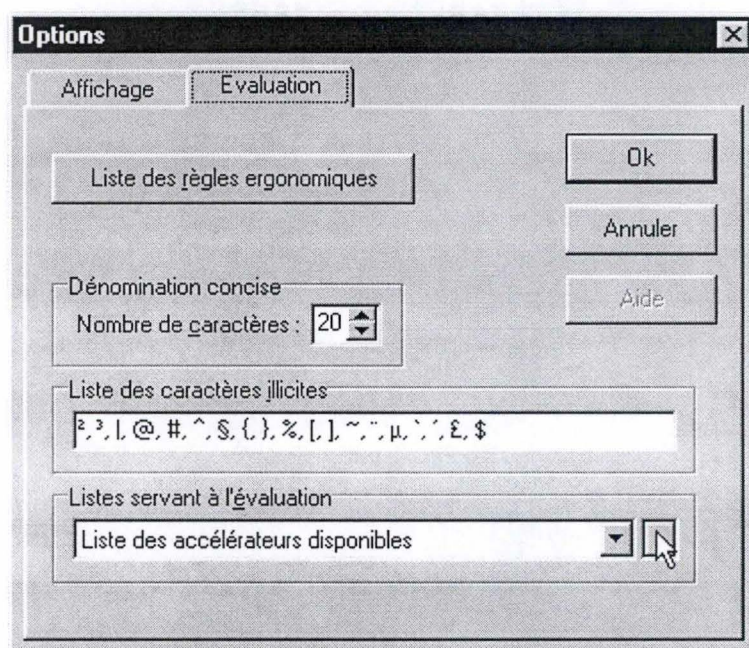 Options
Affichage
Evaluation
Liste des règles ergonomiques
Ok
Annuler
Aide
Dénomination concise
Nombre de caractères : 20
Liste des caractères illicites
², ³, |, @, #, ^, §, {, }, %, [, ], ~, ¨, µ, `, ´, £, $
Listes servant à l'évaluation
Liste des accélérateurs disponibles